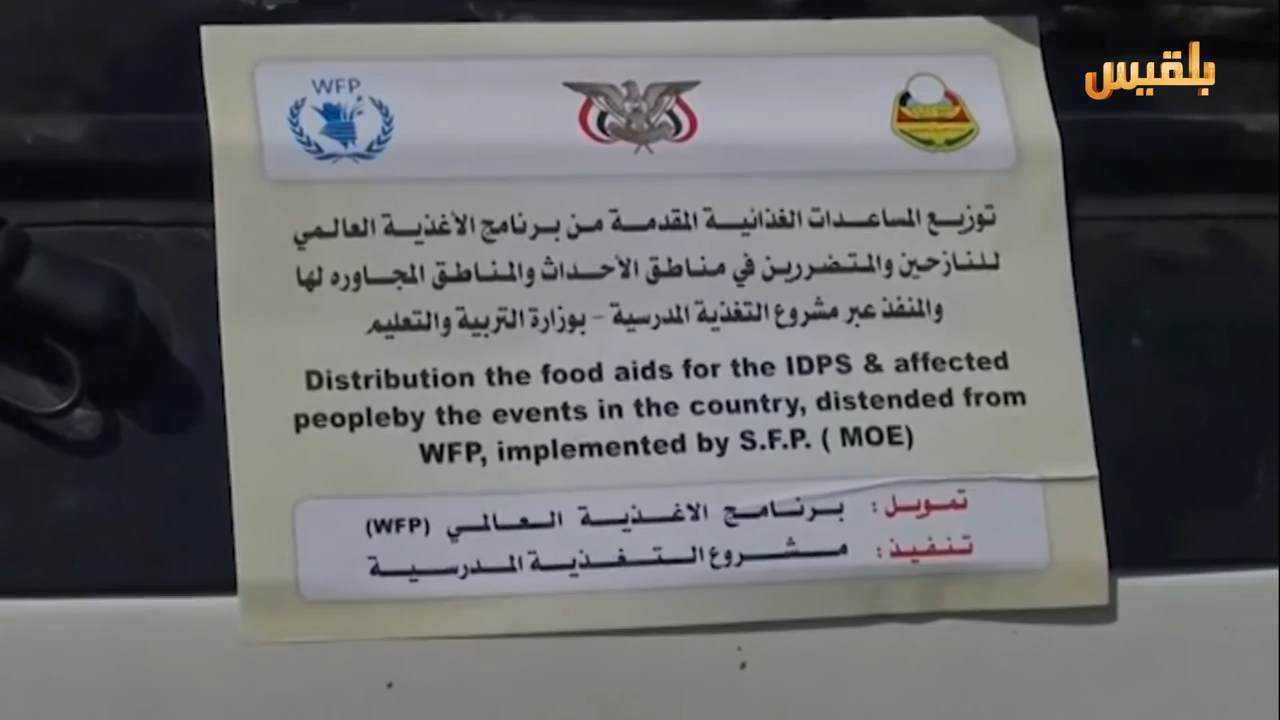 بلقيس
WFP
توزيع المساعدات الغذائية المقدمة من برنامج الأغذية العالمي
للنازحين والمتضررين في مناطق الأحداث والمناطق المجاوره لها
والمنفذ عبر مشروع التغذية المدرسية - بوزارة التربية والتعليم
Distribution the food aids for the IDPS & affected
peopleby the events in the country, distended from
WFP, implemented by S.F.P. ( MOE)
تمويل : برنامج الاغذية العالمي (WFP)
تنفيذ : مشروع التغذية المدرسية